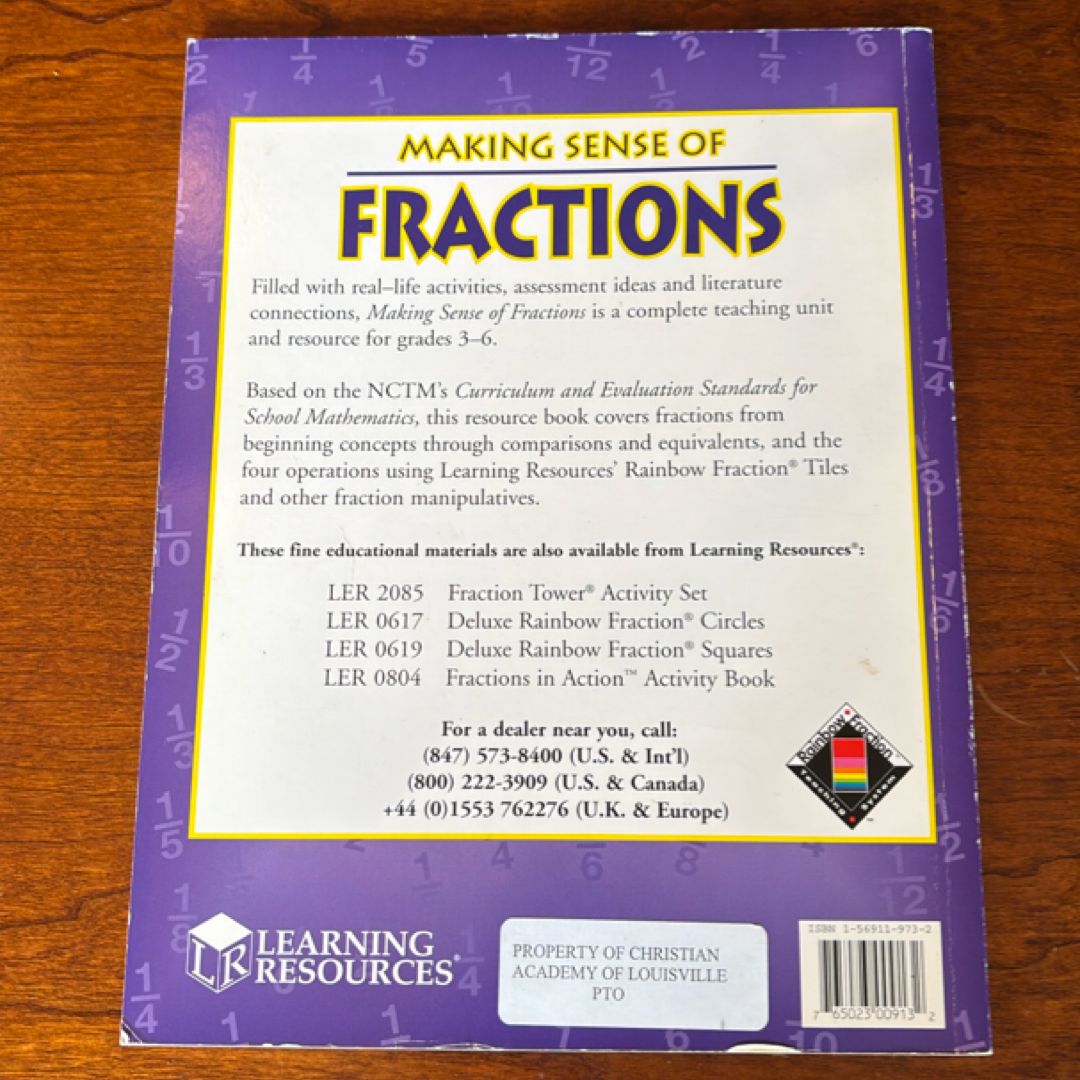 MAKING SENSE OF
FRACTIONS
Filled with real–life activities, assessment ideas and literature
connections, Making Sense of Fractions is a complete teaching unit
and resource for grades 3–6.
Based on the NCTM's Curriculum and Evaluation Standards for
School Mathematics, this resource book covers fractions from
beginning concepts through comparisons and equivalents, and the
four operations using Learning Resources' Rainbow Fraction® Tiles
and other fraction manipulatives.
These fine educational materials are also available from Learning Resources®:
LER 2085 Fraction Tower® Activity Set
LER 0617 Deluxe Rainbow Fraction® Circles
LER 0619 Deluxe Rainbow Fraction® Squares
LER 0804 Fractions in Action™ Activity Book
For a dealer near you, call:
(847) 573-8400 (U.S. & Int'l)
(800) 222-3909 (U.S. & Canada)
+44 (0)1553 762276 (U.K. & Europe)
Rainbow Fraction™
Teaching System™
LR LEARNING
RESOURCES®
PROPERTY OF CHRISTIAN
ACADEMY OF LOUISVILLE
PTO
ISBN 1-56911-973-2
7 65023 00913 2